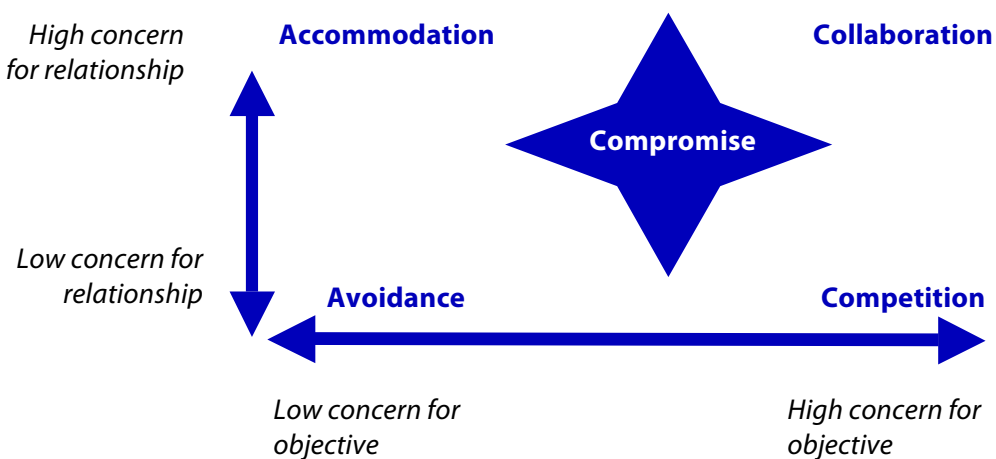 High concern
for relationship
Accommodation
Collaboration
Compromise
Low concern for
relationship
Avoidance
Competition
Low concern for
objective
High concern for
objective